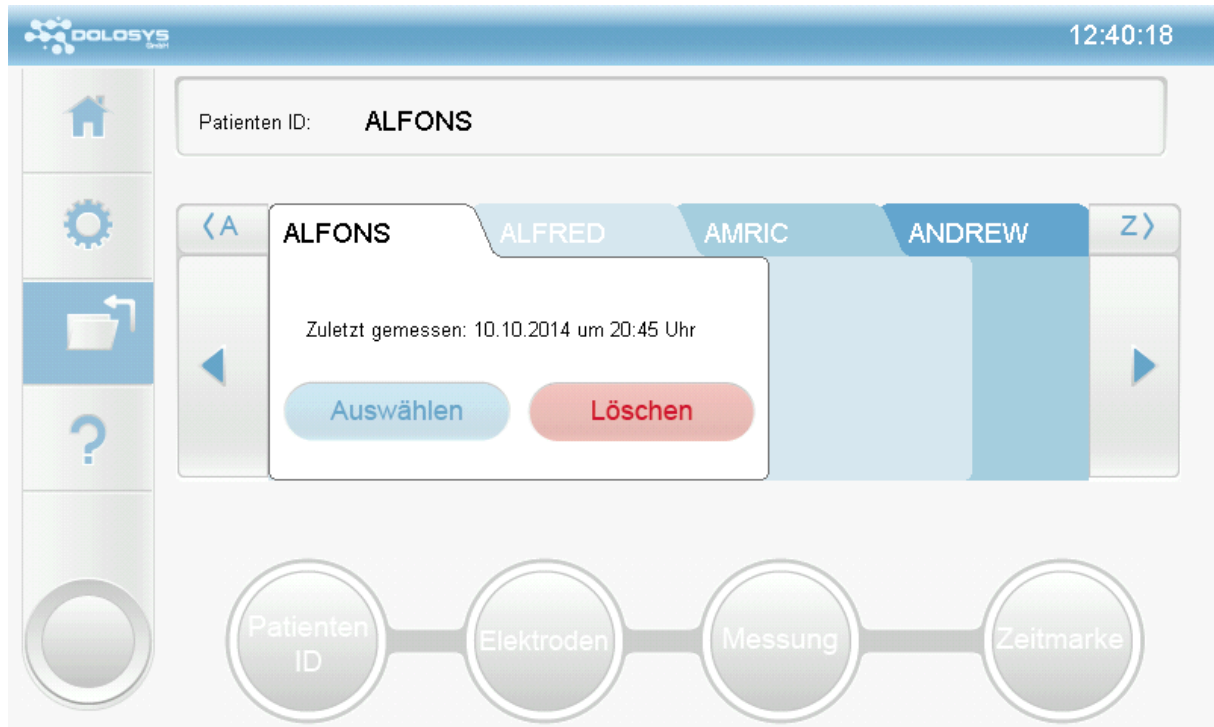 DOLOSYS
GmbH
12:40:18
Patienten ID: ALFONS
〈A ALFONS ALFRED AMRIC ANDREW Z〉
Zuletzt gemessen: 10.10.2014 um 20:45 Uhr
Auswählen Löschen
?
Patienten
ID
Elektroden Messung Zeitmarke